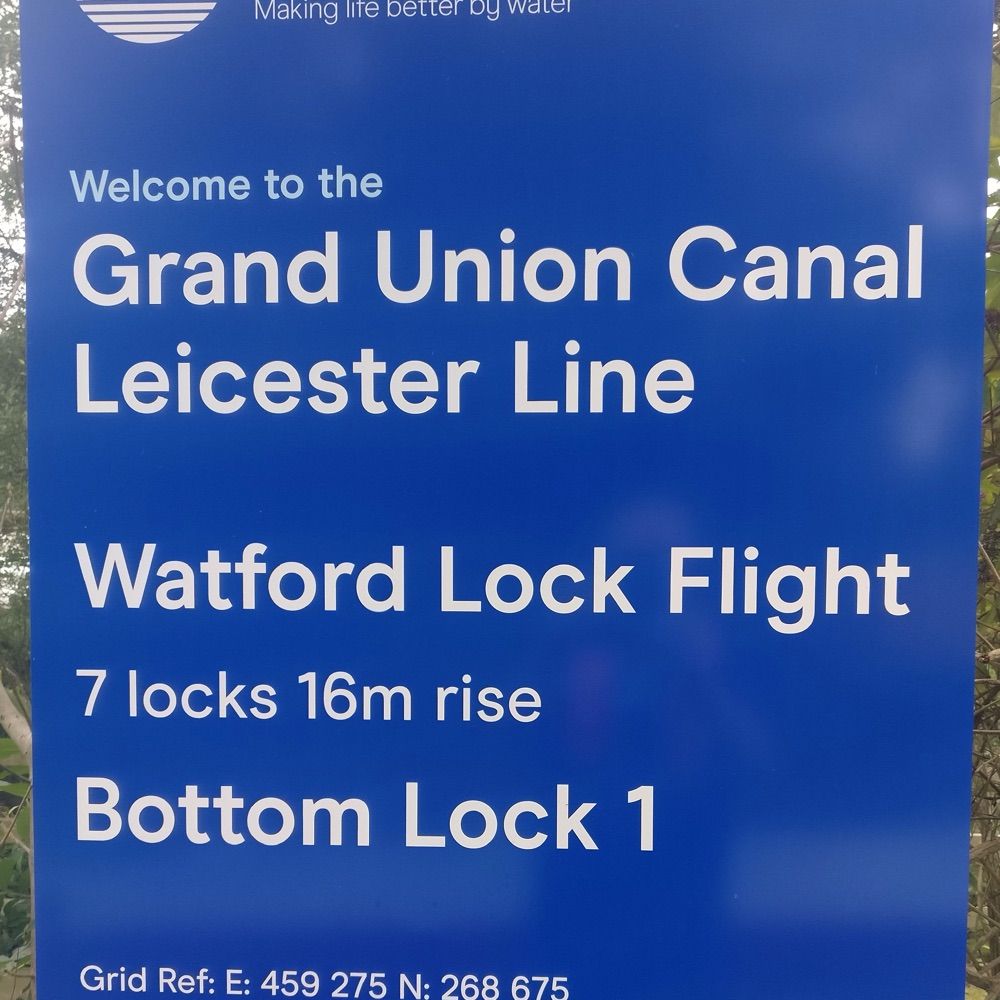 Making life better by water
Welcome to the
Grand Union Canal
Leicester Line
Watford Lock Flight
7 locks 16m rise
Bottom Lock 1
Grid Ref: E: 459 275 N: 268 675